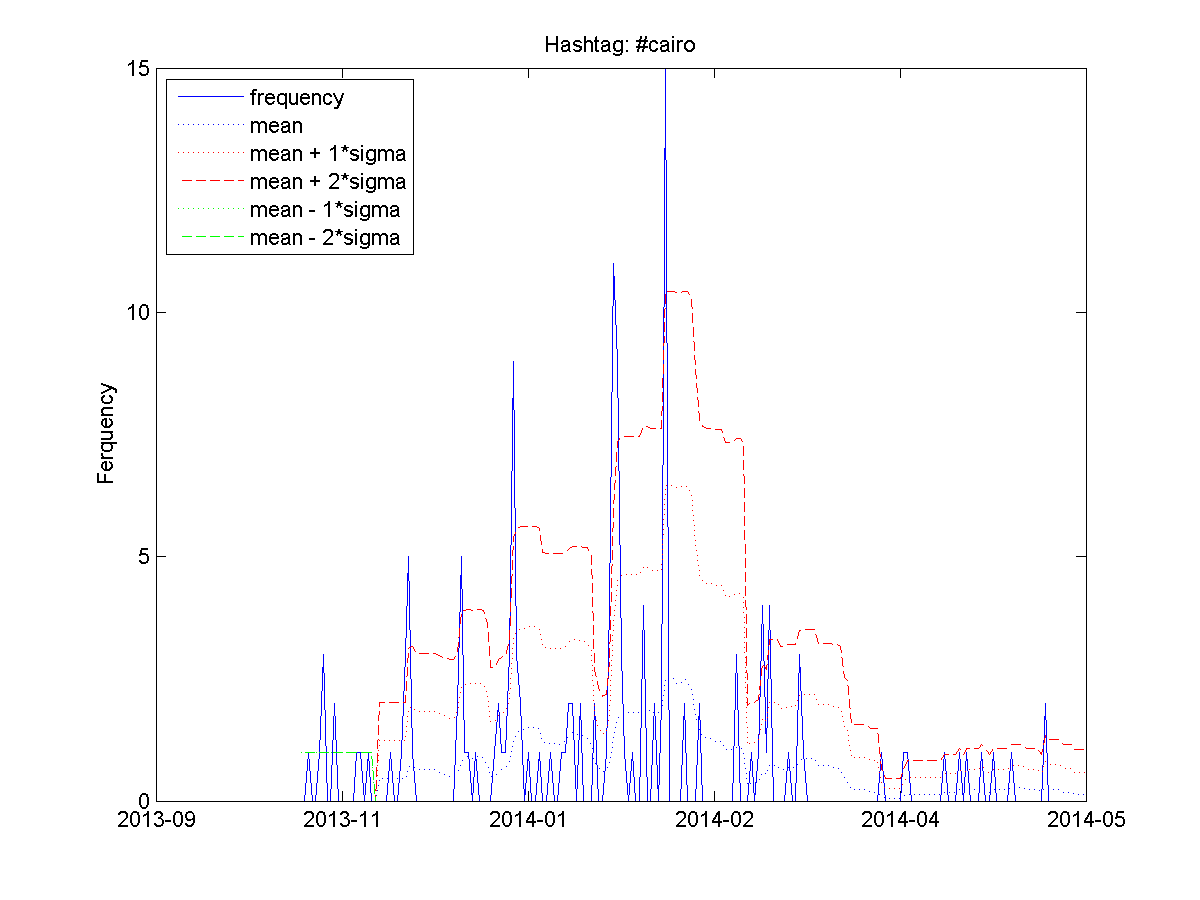 Hashtag: #cairo
15
frequency
mean
mean + 1*sigma
mean + 2*sigma
mean - 1*sigma
mean - 2*sigma
10
Ferquency
5
0
2013-09 2013-11 2014-01 2014-02 2014-04 2014-05